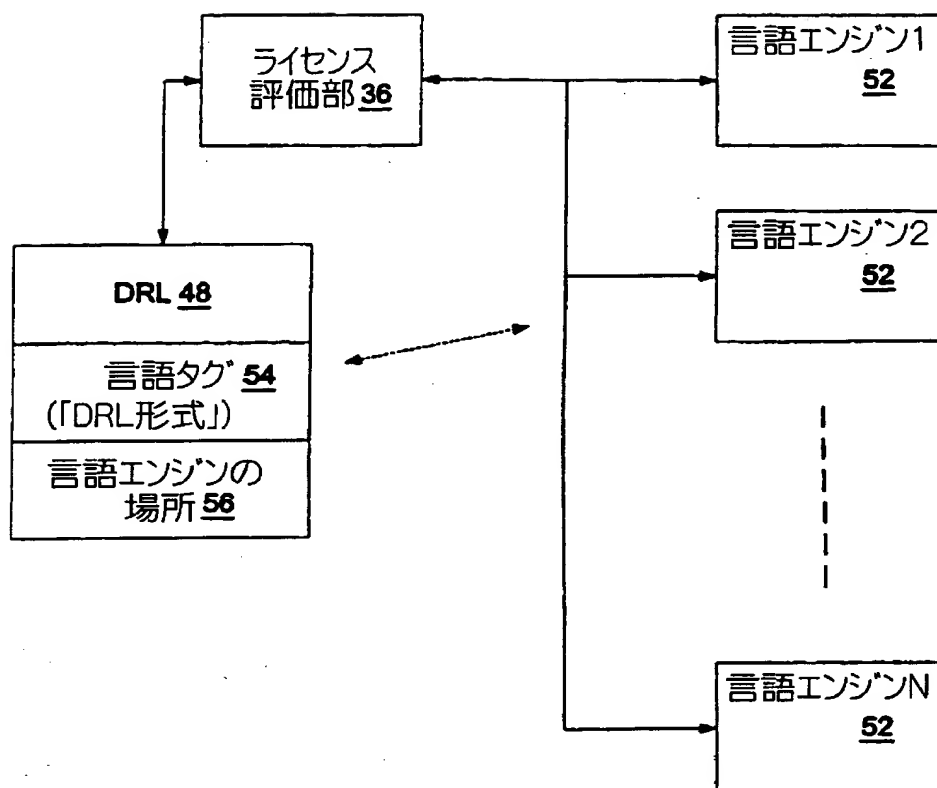 ライセンス
評価部 36
DRL 48
言語タグ 54
(「DRL形式」)
言語エンジンの
場所 56
言語エンジン1
52
言語エンジン2
52
言語エンジンN
52